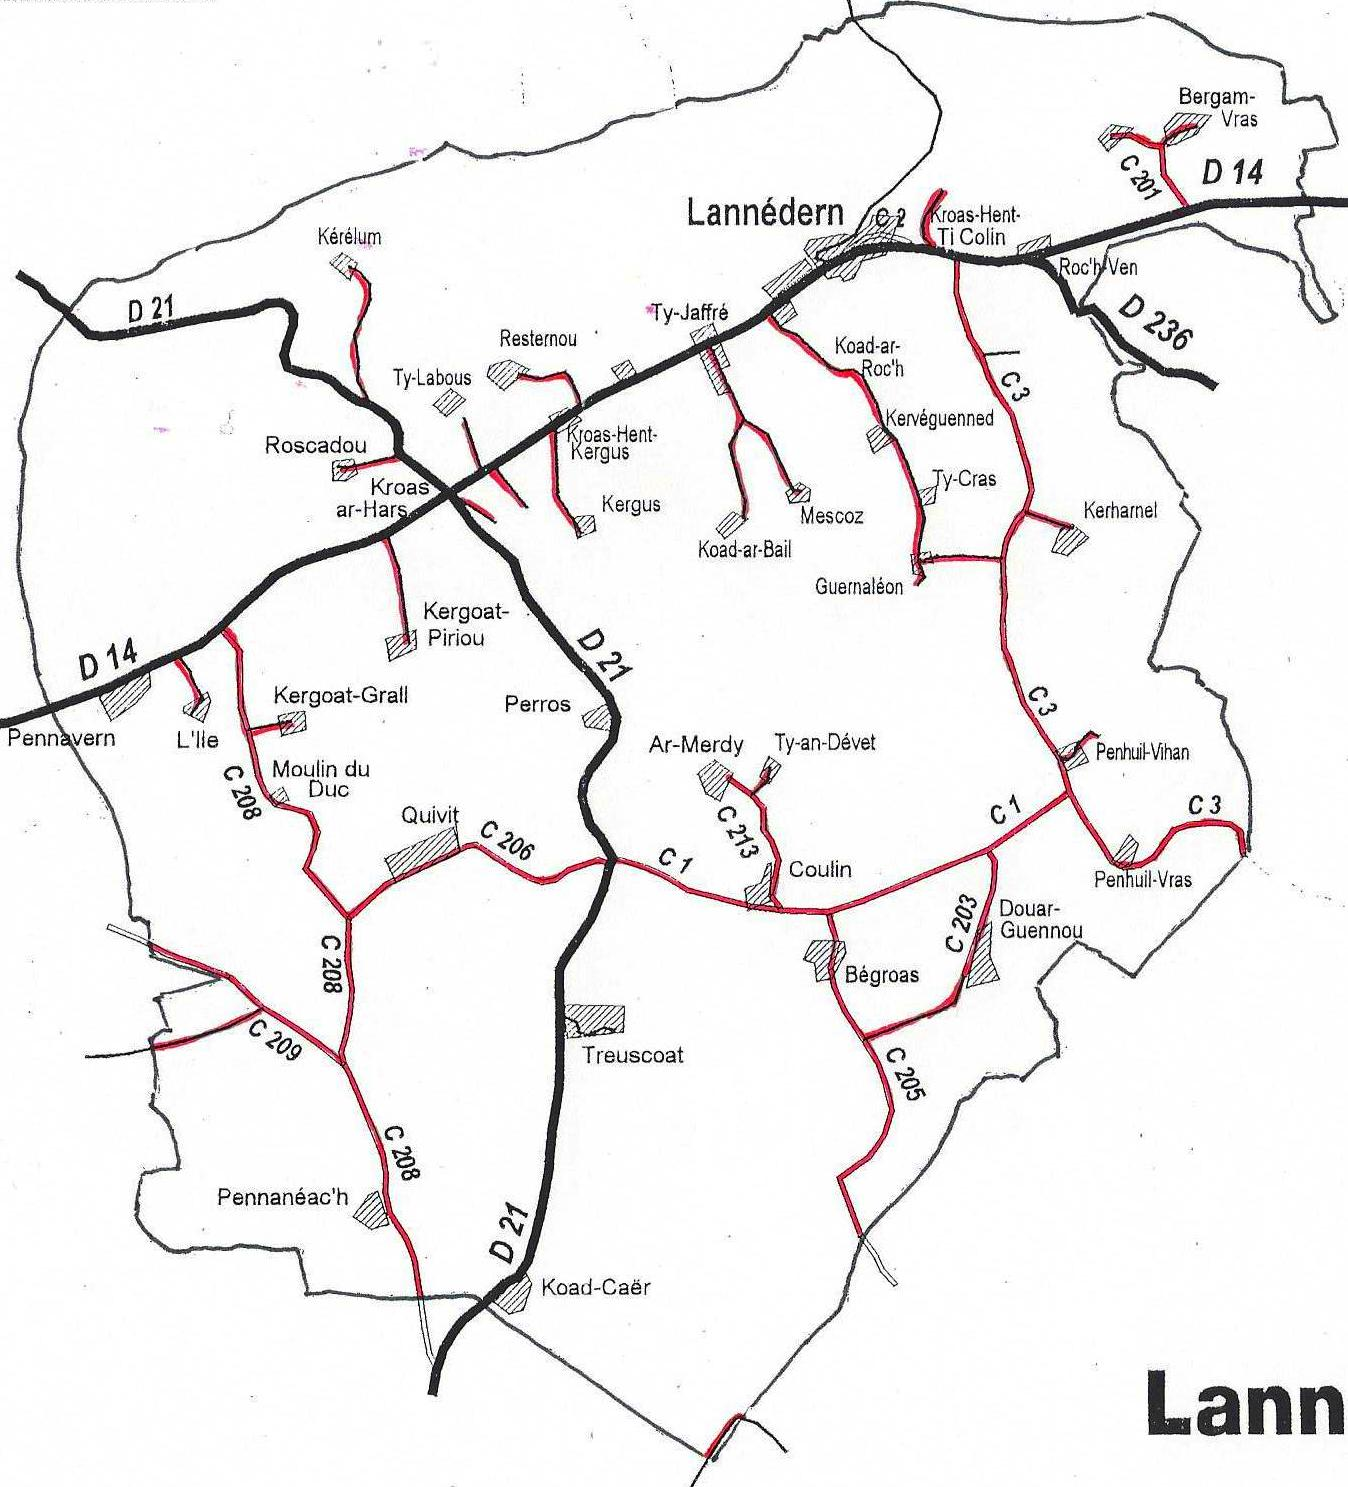 Bergam-
Vras
C 201
D 14
Lannédern
C 2
Kroas-Hent-
Ti Colin
Kérélum
Roc'h-Ven
D 21
Ty-Jaffré
D 236
Resternou
Koad-ar-
Roc'h
Ty-Labous
C 3
Kervéguenned
Roscadou
Kroas-Hent-
Kergus
Kroas
ar-Hars
Ty-Cras
Kergus
Mescoz
Kerharnel
Koad-ar-Bail
Guernaléon
Kergoat-
Piriou
D 21
D 14
Kergoat-Grall
Perros
C 3
Pennavern
L'Ile
Ar-Merdy
Ty-an-Dévet
Penhuil-Vihan
Moulin du
Duc
C 208
Quivit
C 206
C 213
C 1
C 3
C 1
Coulin
Penhuil-Vras
C 203
Douar-
Guennou
C 208
Bégroas
C 209
Treuscoat
C 205
C 208
Pennanéac'h
D 21
Koad-Caër
Lann